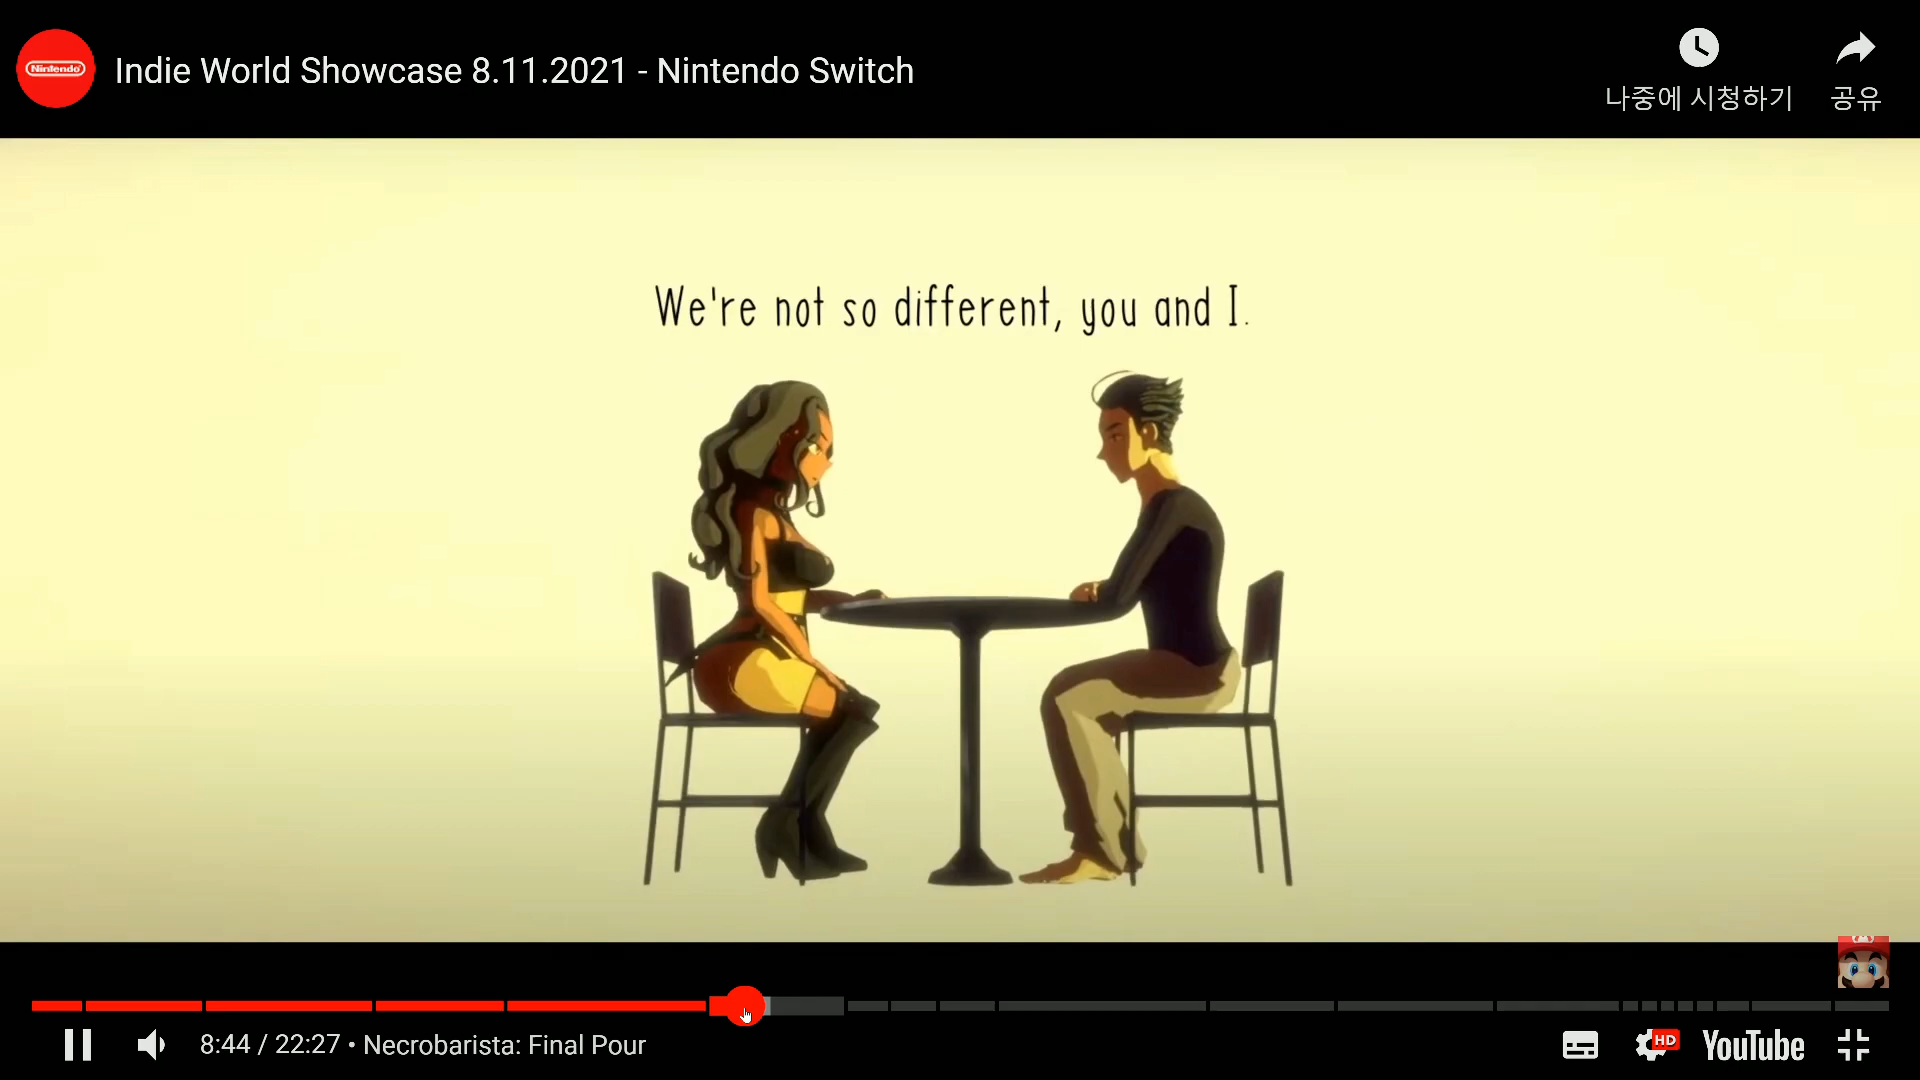 Nintendo
Indie World Showcase 8.11.2021 - Nintendo Switch
나중에 시청하기
공유
We're not so different, you and I.
8:44 / 22:27 • Necrobarista: Final Pour
HD
YouTube